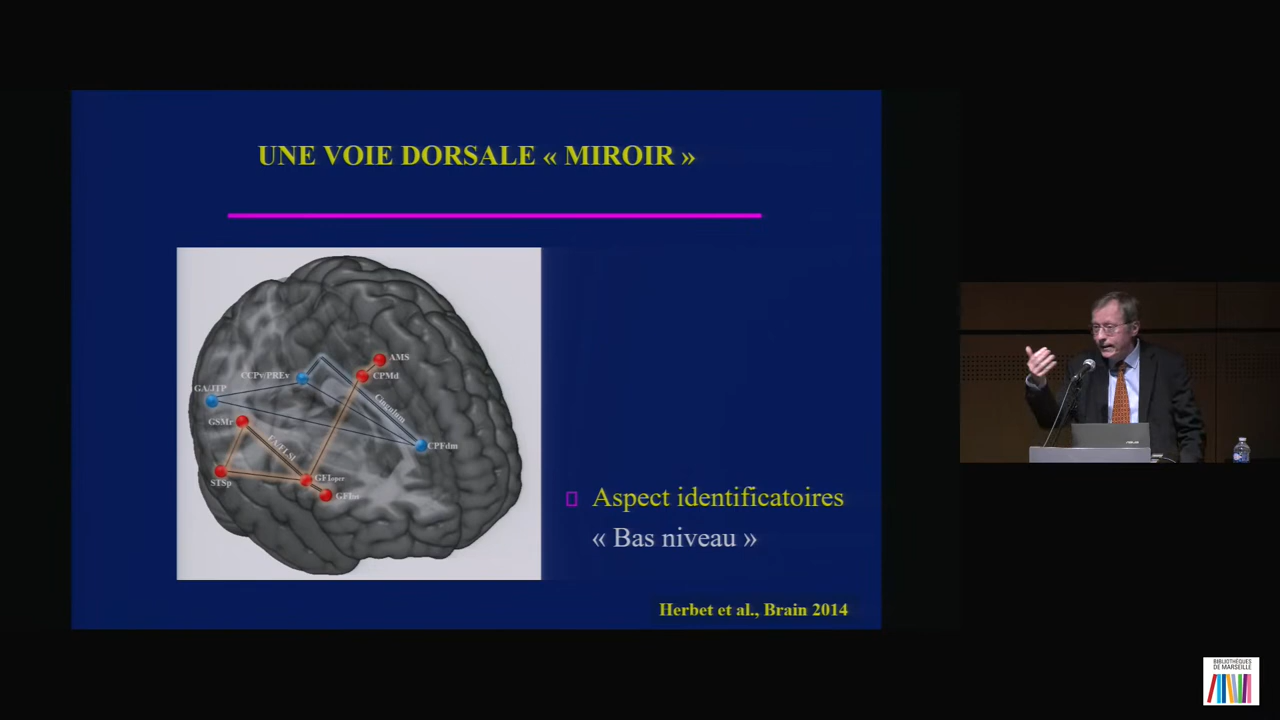 UNE VOIE DORSALE « MIROIR »
AMS
CCPv/PREv
CPMd
GA/JTP
Cingulum
GSMr
CPFdm
STSp
GFIoper
Aspect identificatoires
« Bas niveau »
Herbet et al., Brain 2014
BIBLIOTHÈQUES
DE MARSEILLE